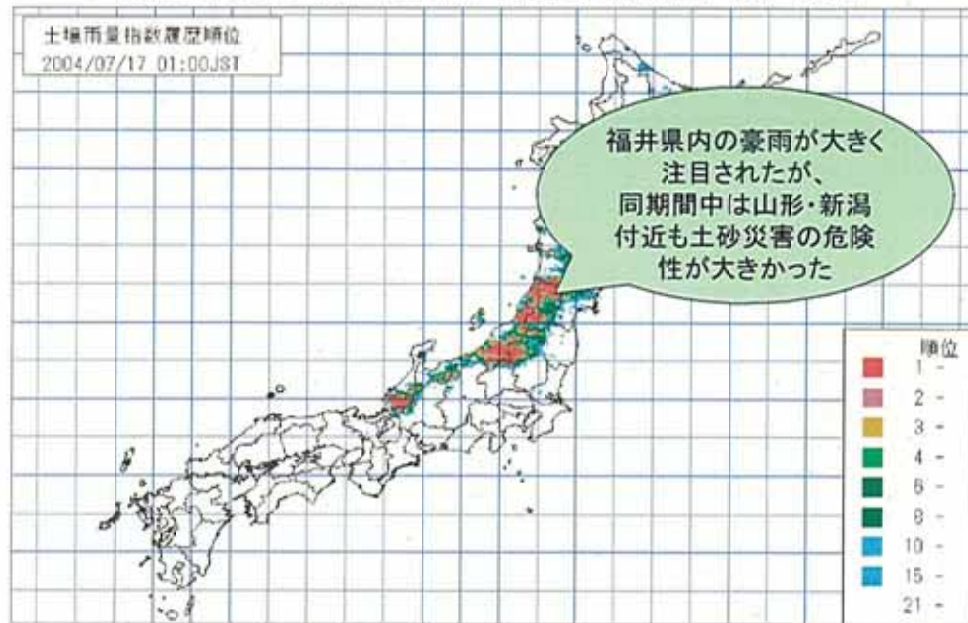 土壌雨量指数履歴順位
2004/07/17 01:00JST
福井県内の豪雨が大きく
注目されたが、
同期間中は山形・新潟
付近も土砂災害の危険
性が大きかった
順位
1 -
2 -
3 -
4 -
6 -
8 -
10 -
15 -
21 -